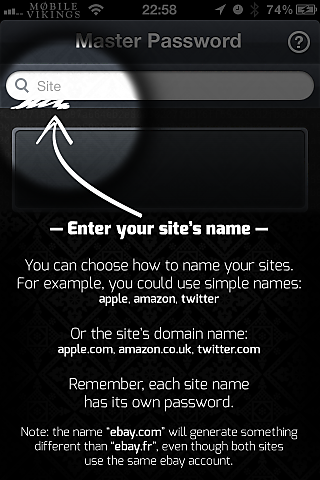 MOBILE
VIKINGS
22:58
74%
Master Password
?
Site
— Enter your site's name —
You can choose how to name your sites.
For example, you could use simple names:
apple, amazon, twitter
Or the site's domain name:
apple.com, amazon.co.uk, twitter.com
Remember, each site name
has its own password.
Note: the name "ebay.com" will generate something
different than "ebay.fr", even though both sites
use the same ebay account.